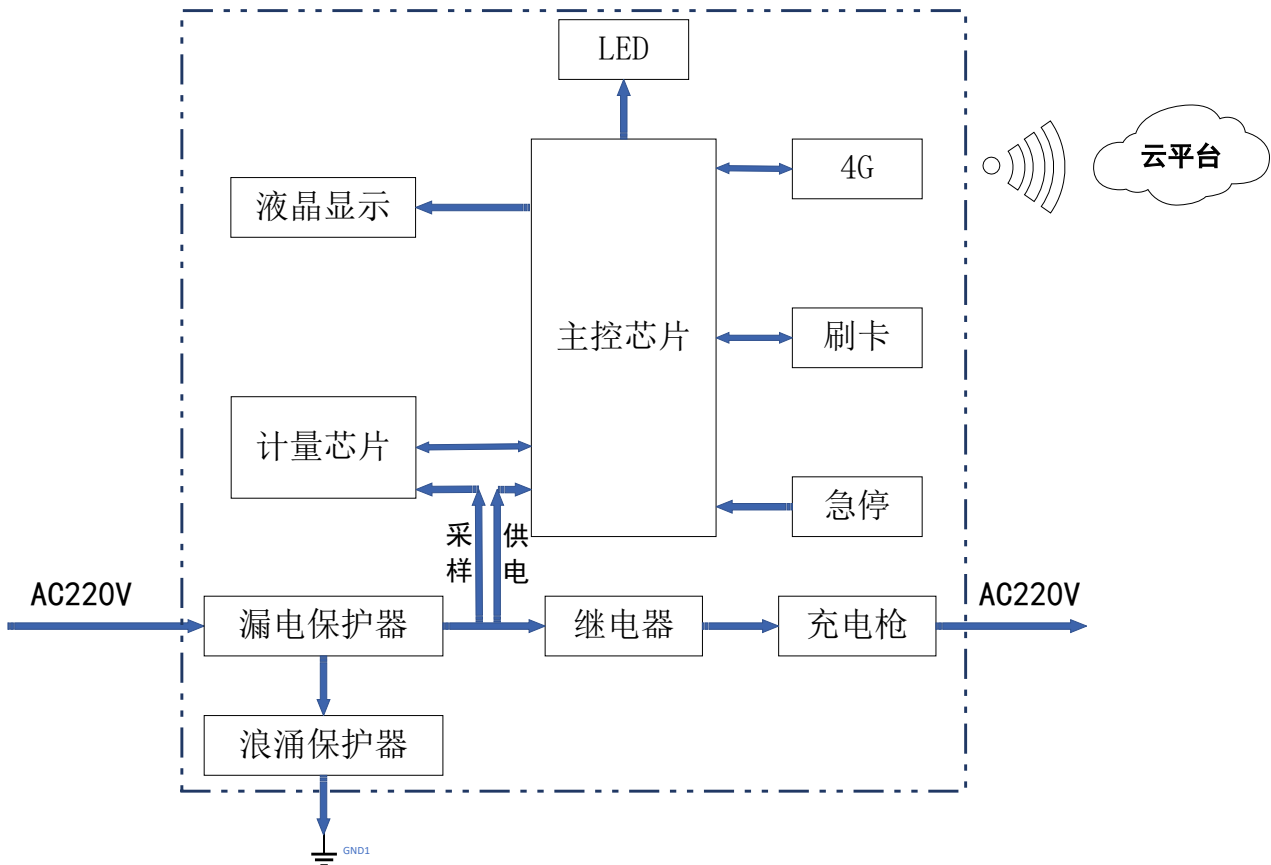 LED
4G
云平台
液晶显示
主控芯片
刷卡
计量芯片
急停
采样
供电
AC220V
漏电保护器
继电器
充电枪
AC220V
浪涌保护器
GND1